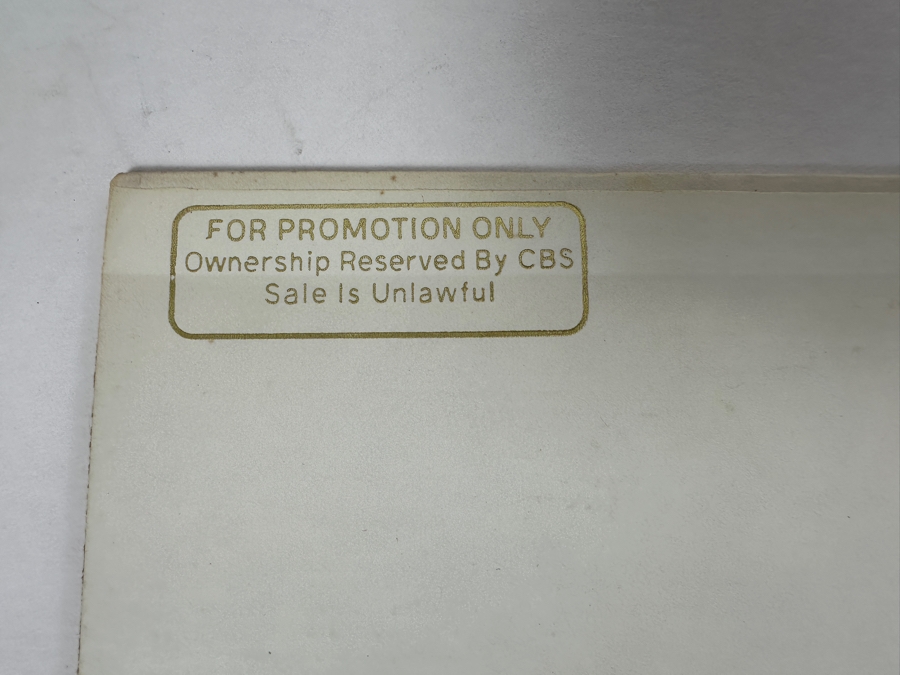 FOR PROMOTION ONLY
Ownership Reserved By CBS
Sale Is Unlawful